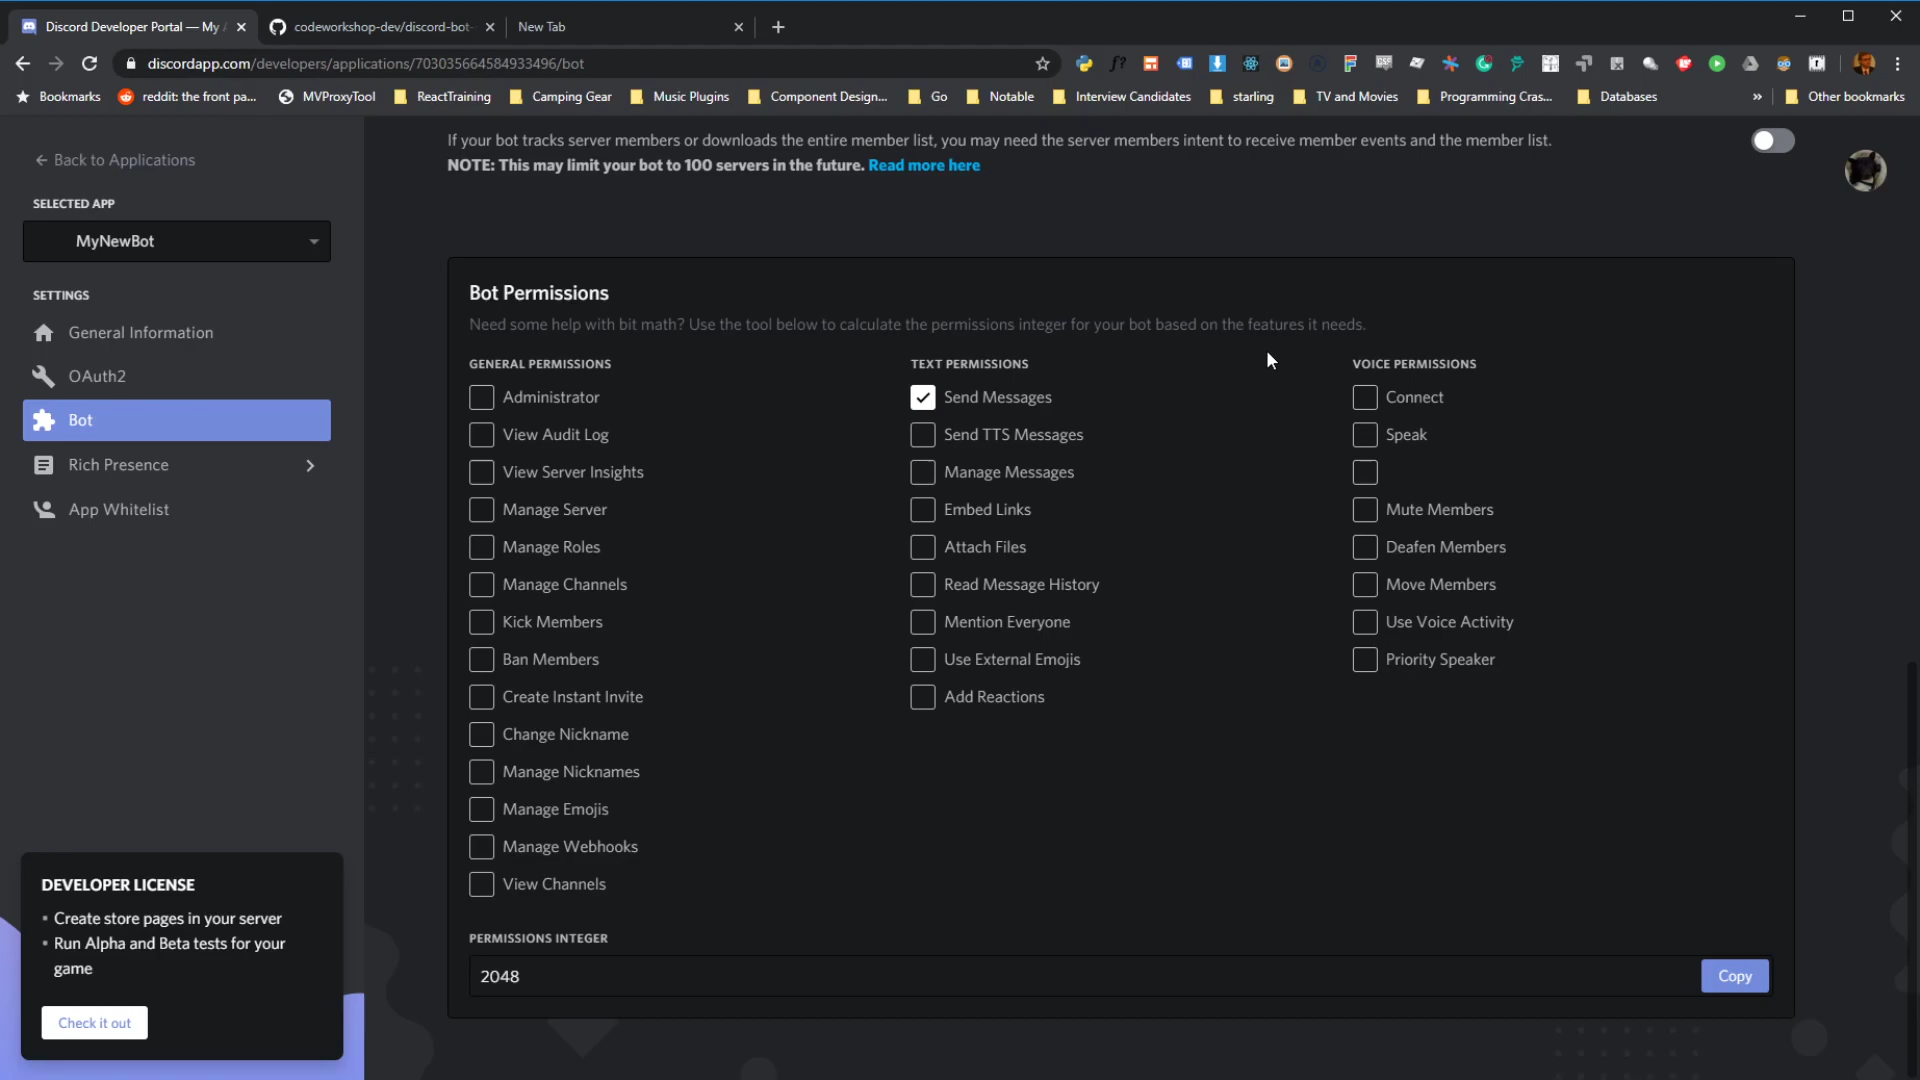 Discord Developer Portal — My A
codeworkshop-dev/discord-bot-
New Tab
discordapp.com/developers/applications/703035664584933496/bot
Bookmarks
reddit: the front pa...
MVProxyTool
ReactTraining
Camping Gear
Music Plugins
Component Design...
Go
Notable
Interview Candidates
starling
TV and Movies
Programming Cras...
Databases
»
Other bookmarks
If your bot tracks server members or downloads the entire member list, you may need the server members intent to receive member events and the member list.
NOTE: This may limit your bot to 100 servers in the future. Read more here
← Back to Applications
SELECTED APP
MyNewBot
SETTINGS
General Information
OAuth2
Bot
Rich Presence
App Whitelist
Bot Permissions
Need some help with bit math? Use the tool below to calculate the permissions integer for your bot based on the features it needs.
GENERAL PERMISSIONS
Administrator
View Audit Log
View Server Insights
Manage Server
Manage Roles
Manage Channels
Kick Members
Ban Members
Create Instant Invite
Change Nickname
Manage Nicknames
Manage Emojis
Manage Webhooks
View Channels
TEXT PERMISSIONS
Send Messages
Send TTS Messages
Manage Messages
Embed Links
Attach Files
Read Message History
Mention Everyone
Use External Emojis
Add Reactions
VOICE PERMISSIONS
Connect
Speak
Mute Members
Deafen Members
Move Members
Use Voice Activity
Priority Speaker
PERMISSIONS INTEGER
2048
Copy
DEVELOPER LICENSE
• Create store pages in your server
• Run Alpha and Beta tests for your
game
Check it out